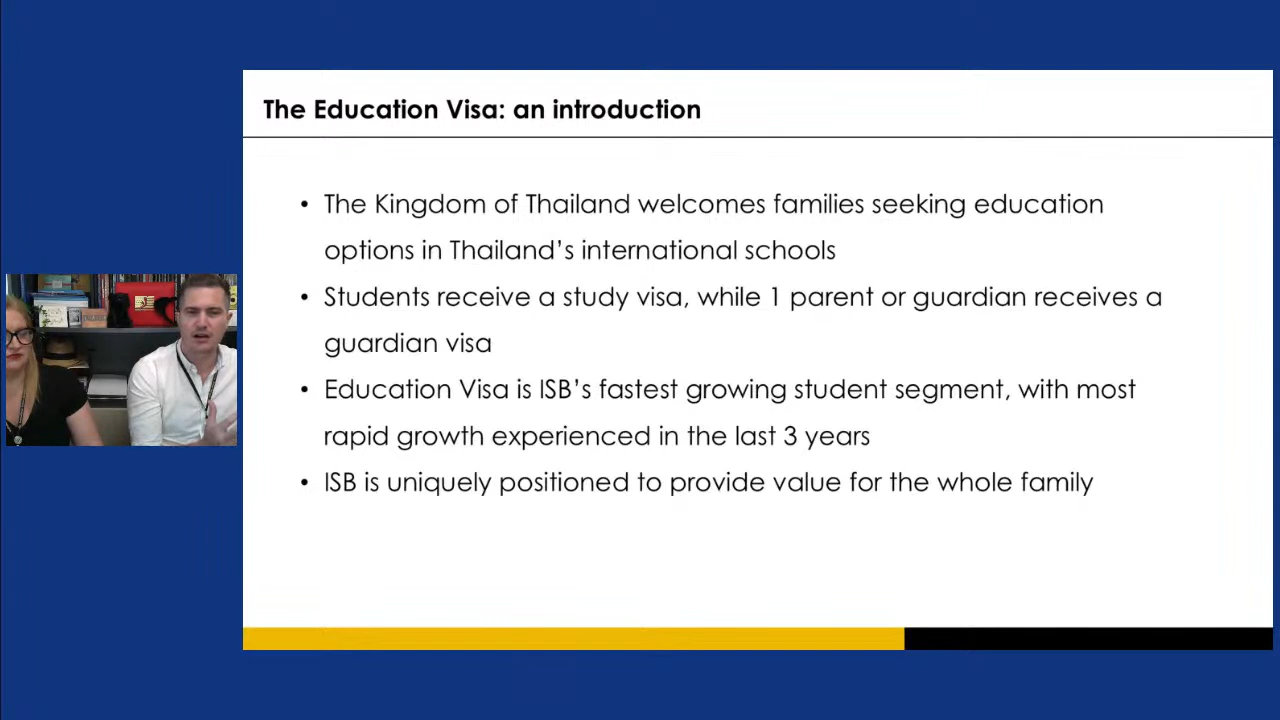 The Education Visa: an introduction
• The Kingdom of Thailand welcomes families seeking education
options in Thailand's international schools
• Students receive a study visa, while 1 parent or guardian receives a
guardian visa
• Education Visa is ISB's fastest growing student segment, with most
rapid growth experienced in the last 3 years
• ISB is uniquely positioned to provide value for the whole family